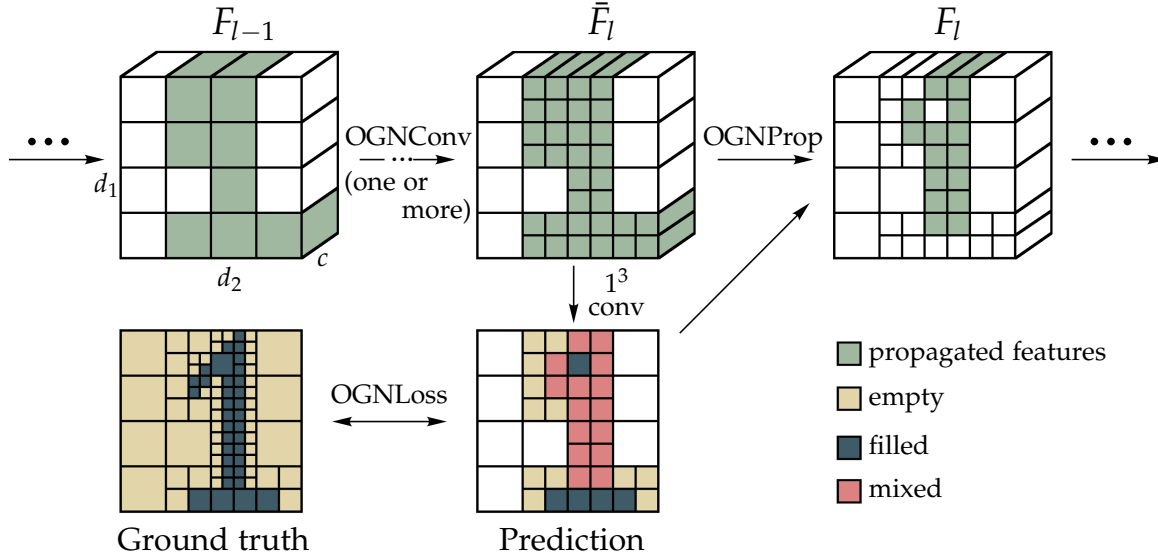 F_{l−1}
F̄_l
F_l
•••
OGNConv
···
(one or
more)
OGNProp
•••
d_1
d_2
c
1^3
conv
OGNLoss
propagated features
empty
filled
mixed
Ground truth
Prediction